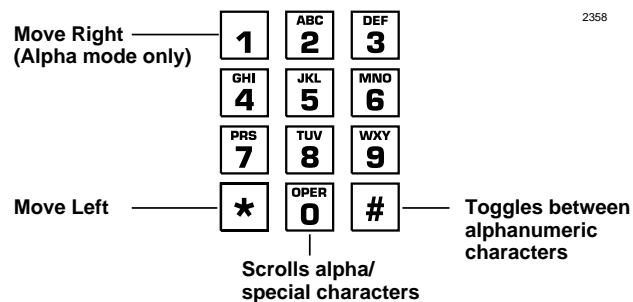 2358
Move Right
(Alpha mode only)
1
ABC
2
DEF
3
GHI
4
JKL
5
MNO
6
PRS
7
TUV
8
WXY
9
Move Left
*
OPER
0
#
Toggles between
alphanumeric
characters
Scrolls alpha/
special characters